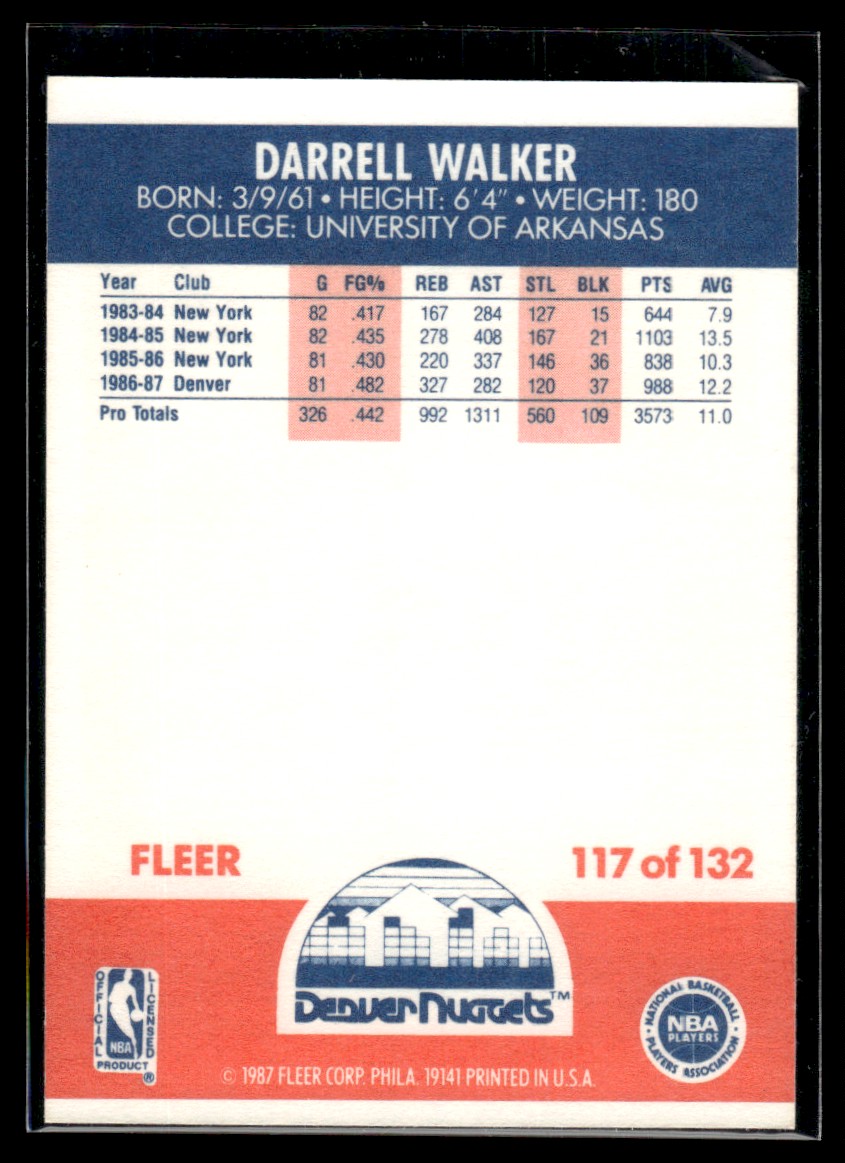 DARRELL WALKER
BORN: 3/9/61 • HEIGHT: 6'4" • WEIGHT: 180
COLLEGE: UNIVERSITY OF ARKANSAS
Year Club G FG% REB AST STL BLK PTS AVG
1983-84 New York 82 .417 167 284 127 15 644 7.9
1984-85 New York 82 .435 278 408 167 21 1103 13.5
1985-86 New York 81 .430 220 337 146 36 838 10.3
1986-87 Denver 81 .482 327 282 120 37 988 12.2
Pro Totals 326 .442 992 1311 560 109 3573 11.0
FLEER 117 of 132
DENVER NUGGETS™
OFFICIAL LICENSED
NBA
PRODUCT ®
• NATIONAL BASKETBALL •
NBA
PLAYERS
PLAYERS ASSOCIATION
© 1987 FLEER CORP. PHILA. 19141 PRINTED IN U.S.A.